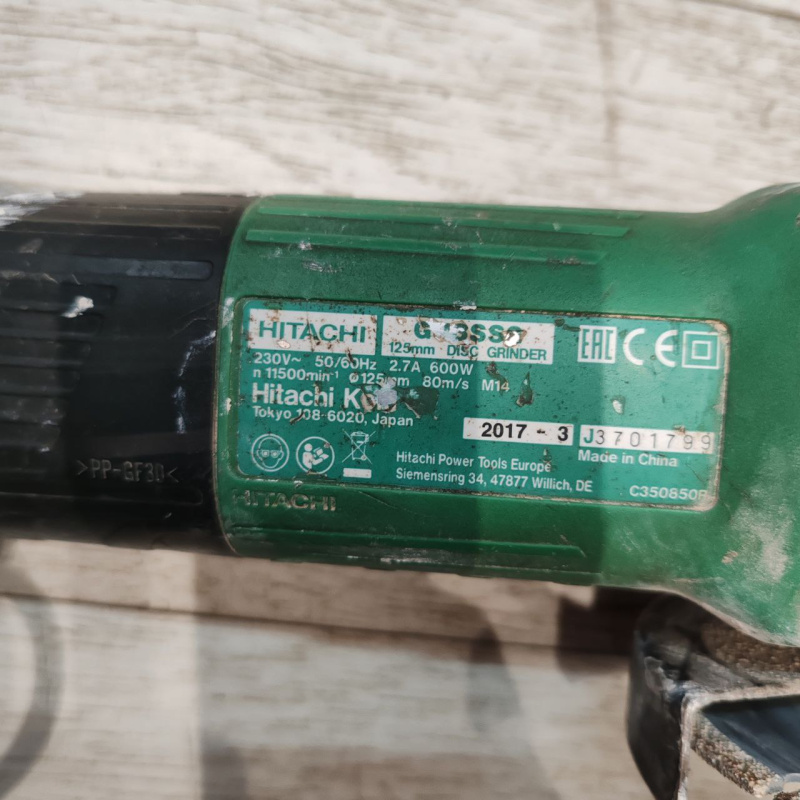 HITACHI
125mm DISC GRINDER
EAC CE
230V~ 50/60Hz 2.7A 600W
n 11500min⁻¹ ø125mm 80m/s M14
Hitachi
Tokyo 108-6020, Japan
2017 - 3 J3701799
Made in China
Hitachi Power Tools Europe
Siemensring 34, 47877 Willich, DE
>PP-GF30<
HITACHI